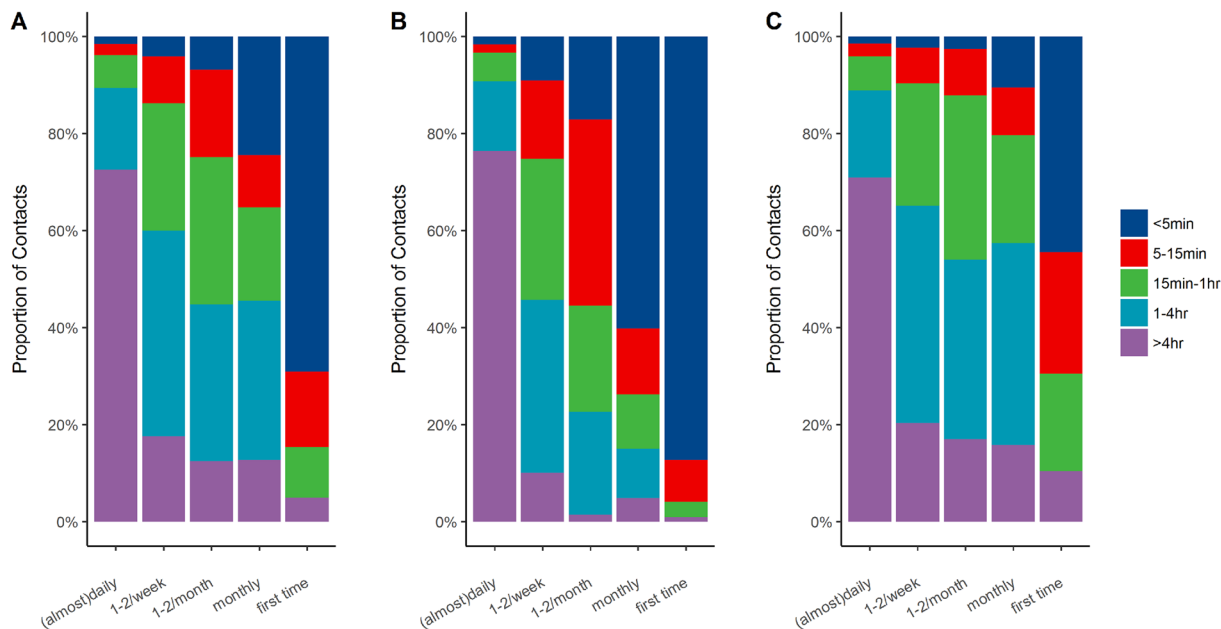 A
Proportion of Contacts
100%
80%
60%
40%
20%
0%
(almost)daily
1-2/week
1-2/month
monthly
first time
B
Proportion of Contacts
100%
80%
60%
40%
20%
0%
(almost)daily
1-2/week
1-2/month
monthly
first time
C
Proportion of Contacts
100%
80%
60%
40%
20%
0%
(almost)daily
1-2/week
1-2/month
monthly
first time
<5min
5-15min
15min-1hr
1-4hr
>4hr